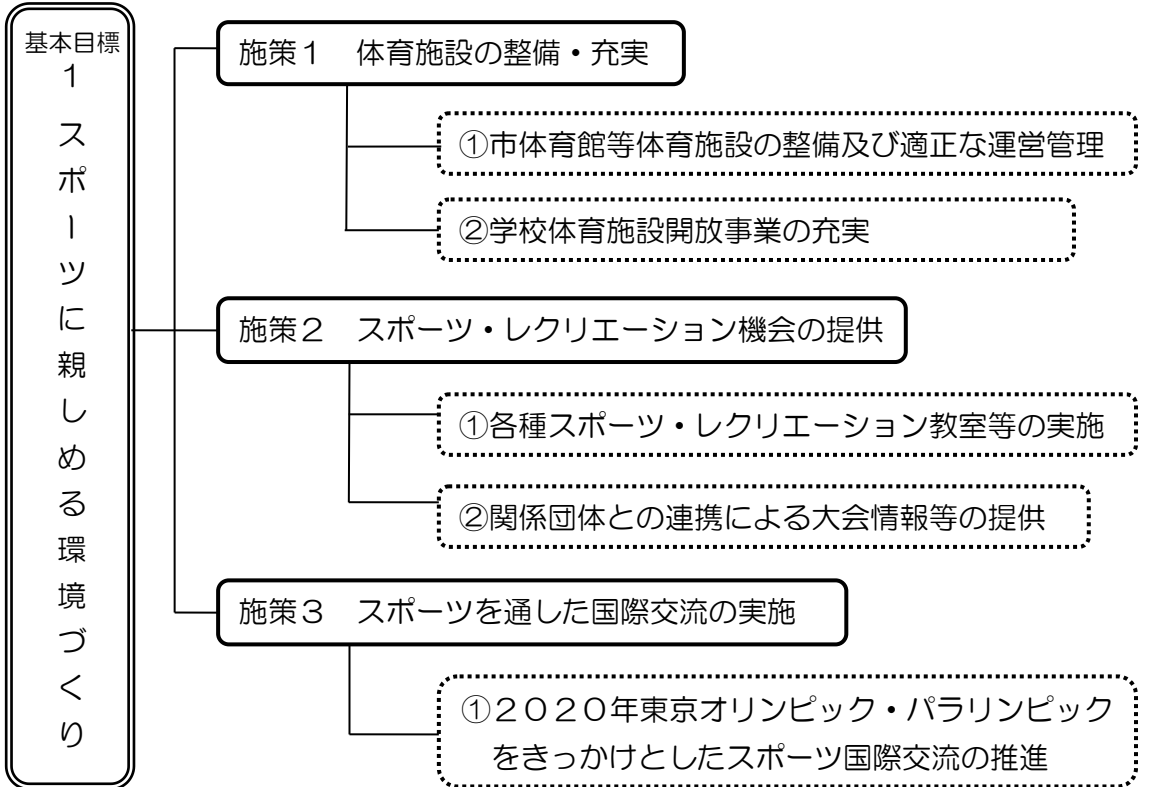 基本目標
1 スポーツに親しめる環境づくり
施策1 体育施設の整備・充実
①市体育館等体育施設の整備及び適正な運営管理
②学校体育施設開放事業の充実
施策2 スポーツ・レクリエーション機会の提供
①各種スポーツ・レクリエーション教室等の実施
②関係団体との連携による大会情報等の提供
施策3 スポーツを通した国際交流の実施
①2020年東京オリンピック・パラリンピック
をきっかけとしたスポーツ国際交流の推進